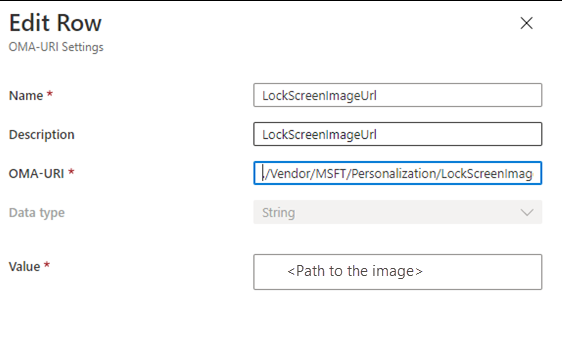 Edit Row
OMA-URI Settings
Name *
LockScreenImageUrl
Description
LockScreenImageUrl
OMA-URI *
./Vendor/MSFT/Personalization/LockScreenImag
Data type
String
Value *
<Path to the image>